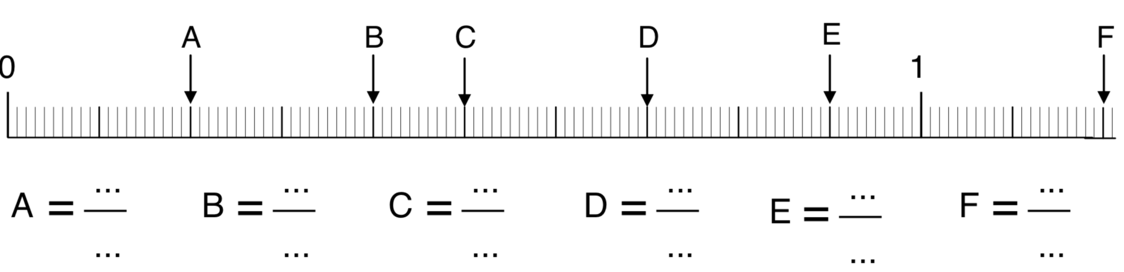 A B C D E F
0 1
A = ... B = ... C = ... D = ... E = ... F = ...
... ... ... ... ... ...